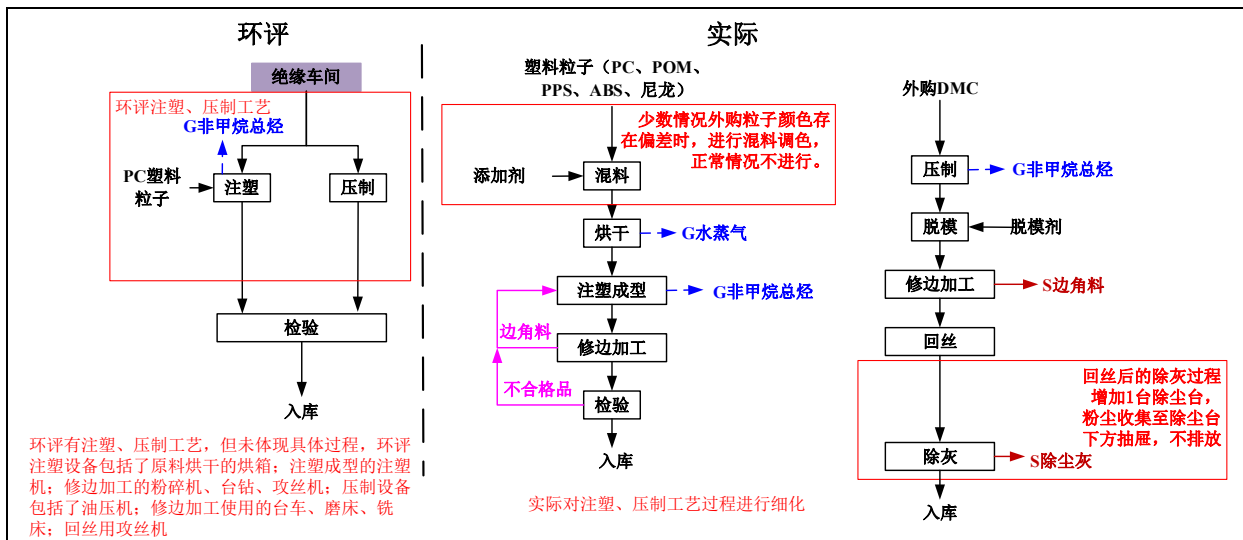 环评
绝缘车间
环评注塑、压制工艺
G非甲烷总烃
PC塑料
粒子
注塑
压制
检验
入库
环评有注塑、压制工艺，但未体现具体过程，环评
注塑设备包括了原料烘干的烘箱；注塑成型的注塑
机；修边加工的粉碎机、台钻、攻丝机；压制设备
包括了油压机；修边加工使用的台车、磨床、铣
床；回丝用攻丝机
实际
塑料粒子（PC、POM、
PPS、ABS、尼龙）
少数情况外购粒子颜色存
在偏差时，进行混料调色，
正常情况不进行。
添加剂
混料
烘干
G水蒸气
注塑成型
G非甲烷总烃
边角料
修边加工
不合格品
检验
入库
实际对注塑、压制工艺过程进行细化
外购DMC
压制
G非甲烷总烃
脱模
脱模剂
修边加工
S边角料
回丝
回丝后的除灰过程
增加1台除尘台，
粉尘收集至除尘台
下方抽屉，不排放
除灰
S除尘灰
入库